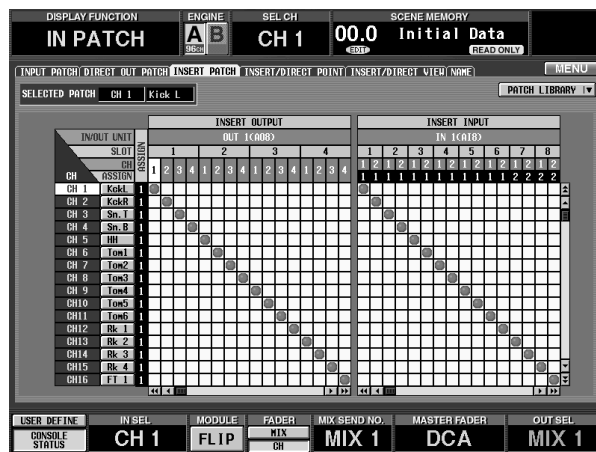 DISPLAY FUNCTION ENGINE SEL CH SCENE MEMORY
IN PATCH A B 96CH CH 1 00.0 EDIT Initial Data READ ONLY
INPUT PATCH DIRECT OUT PATCH INSERT PATCH INSERT/DIRECT POINT INSERT/DIRECT VIEW NAME MENU
SELECTED PATCH CH 1 Kick L PATCH LIBRARY
INSERT OUTPUT INSERT INPUT
IN/OUT UNIT OUT 1(AO8) IN 1(AI8)
SLOT 1 2 3 4 1 2 3 4 5 6 7 8
CH ASSIGN 1 2 3 4 1 2 3 4 1 2 3 4 1 2 3 4 1 2 1 2 1 2 1 2 1 2 1 2 1 2 1 2
CH ASSIGN 1 1 1 1 1 1 1 1 1 1 1 1 2 2 2 2
CH 1 KckL 1
CH 2 KckR 1
CH 3 Sn.T 1
CH 4 Sn.B 1
CH 5 HH 1
CH 6 Tom1 1
CH 7 Tom2 1
CH 8 Tom3 1
CH 9 Tom4 1
CH10 Tom5 1
CH11 Tom6 1
CH12 Rk 1 1
CH13 Rk 2 1
CH14 Rk 3 1
CH15 Rk 4 1
CH16 FT 1 1
USER DEFINE IN SEL MODULE FADER MIX SEND NO. MASTER FADER OUT SEL
CONSOLE STATUS CH 1 FLIP MIX CH MIX 1 DCA MIX 1